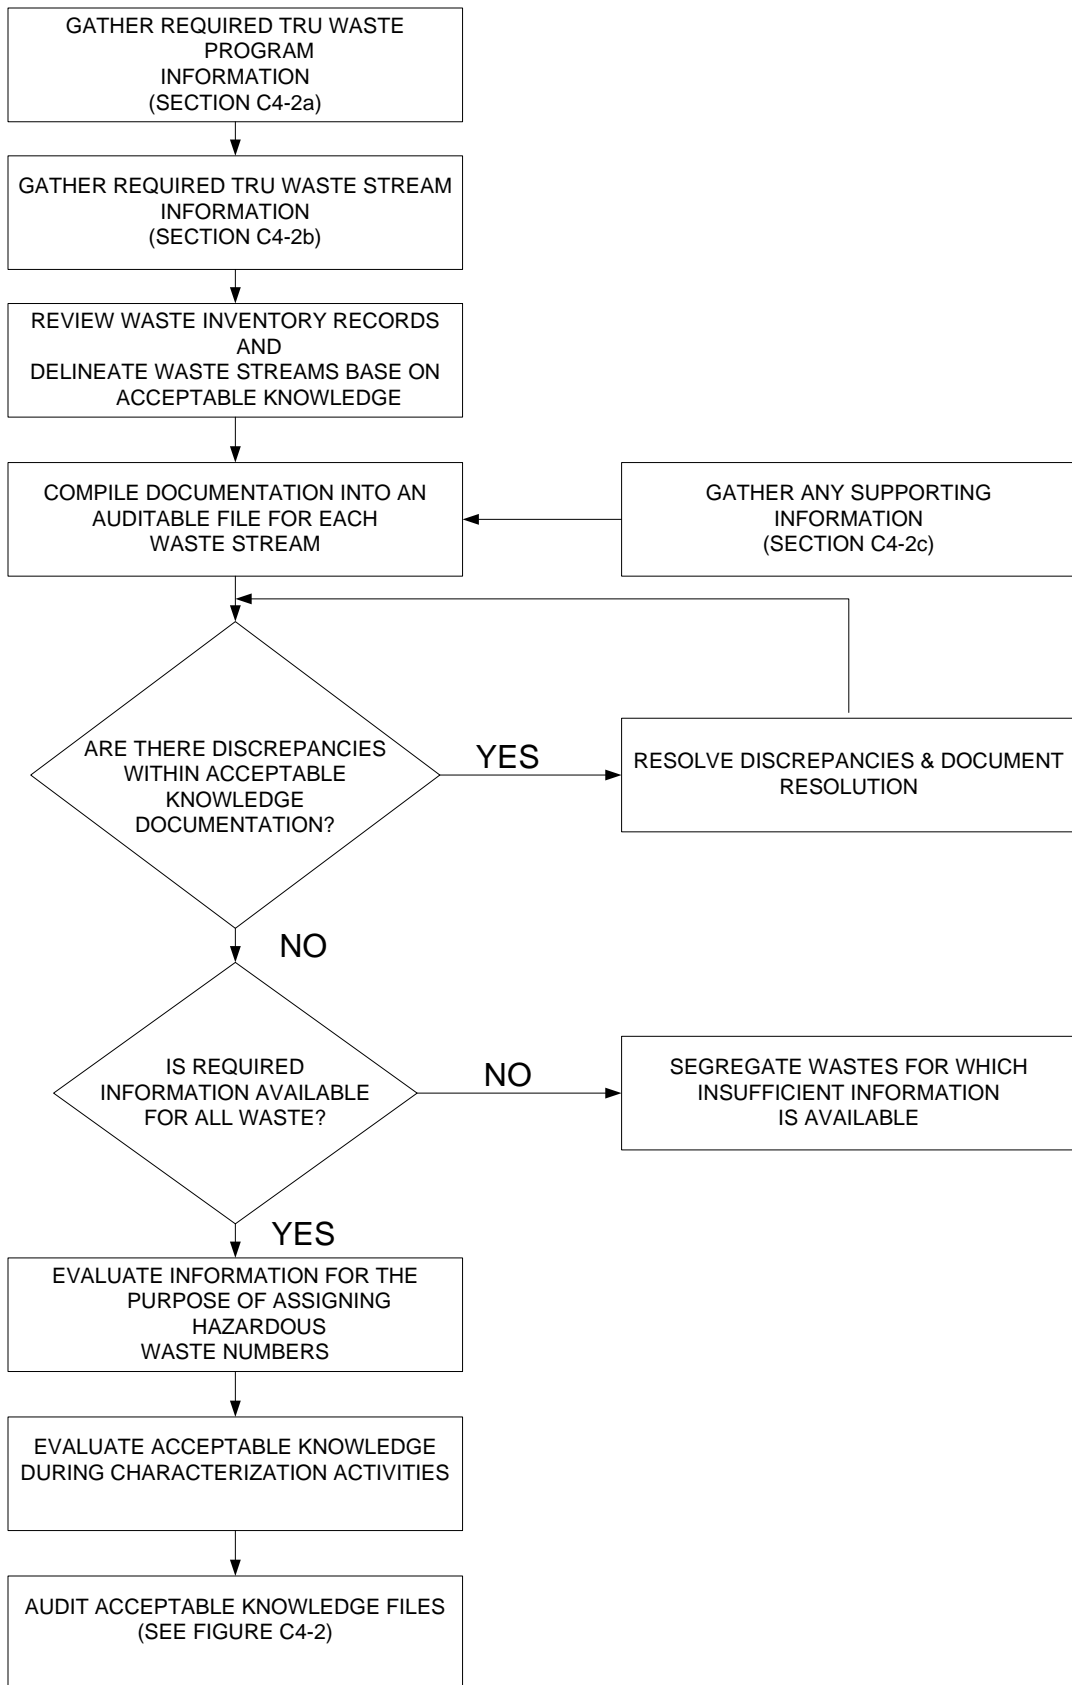 GATHER REQUIRED TRU WASTE
PROGRAM
INFORMATION
(SECTION C4-2a)
GATHER REQUIRED TRU WASTE STREAM
INFORMATION
(SECTION C4-2b)
REVIEW WASTE INVENTORY RECORDS
AND
DELINEATE WASTE STREAMS BASE ON
ACCEPTABLE KNOWLEDGE
COMPILE DOCUMENTATION INTO AN
AUDITABLE FILE FOR EACH
WASTE STREAM
GATHER ANY SUPPORTING
INFORMATION
(SECTION C4-2c)
ARE THERE DISCREPANCIES
WITHIN ACCEPTABLE
KNOWLEDGE
DOCUMENTATION?
YES
RESOLVE DISCREPANCIES & DOCUMENT
RESOLUTION
NO
IS REQUIRED
INFORMATION AVAILABLE
FOR ALL WASTE?
NO
SEGREGATE WASTES FOR WHICH
INSUFFICIENT INFORMATION
IS AVAILABLE
YES
EVALUATE INFORMATION FOR THE
PURPOSE OF ASSIGNING
HAZARDOUS
WASTE NUMBERS
EVALUATE ACCEPTABLE KNOWLEDGE
DURING CHARACTERIZATION ACTIVITIES
AUDIT ACCEPTABLE KNOWLEDGE FILES
(SEE FIGURE C4-2)